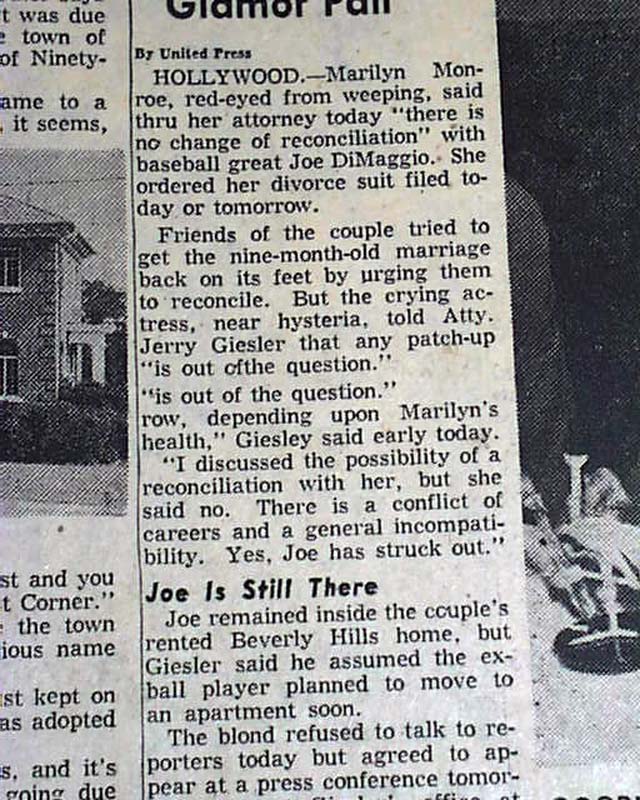 t was due
town of
of Ninety-
ame to a
, it seems,
st and you
t Corner."
the town
ious name
st kept on
as adopted
s, and it's
going due
Glamor Pair
By United Press
HOLLYWOOD.—Marilyn Mon-
roe, red-eyed from weeping, said
thru her attorney today "there is
no change of reconciliation" with
baseball great Joe DiMaggio. She
ordered her divorce suit filed to-
day or tomorrow.
Friends of the couple tried to
get the nine-month-old marriage
back on its feet by urging them
to reconcile. But the crying ac-
tress, near hysteria, told Atty.
Jerry Giesler that any patch-up
"is out ofthe question."
"is out of the question."
row, depending upon Marilyn's
health," Giesley said early today.
"I discussed the possibility of a
reconciliation with her, but she
said no. There is a conflict of
careers and a general incompati-
bility. Yes, Joe has struck out."
Joe Is Still There
Joe remained inside the couple's
rented Beverly Hills home, but
Giesler said he assumed the ex-
ball player planned to move to
an apartment soon.
The blond refused to talk to re-
porters today but agreed to ap-
pear at a press conference tomor-